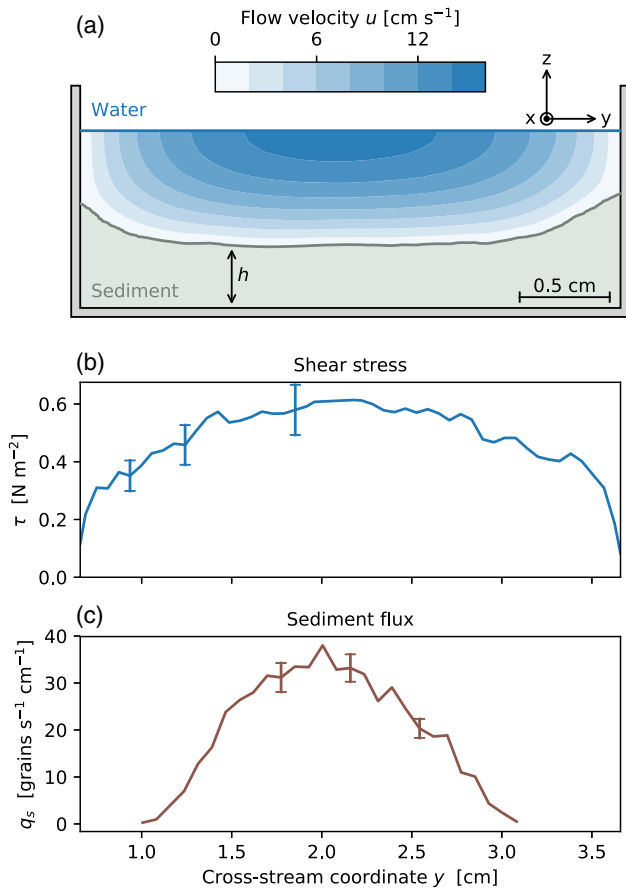 (a)
Flow velocity u [cm s⁻¹]
0 6 12
z
x y
Water
h
Sediment
0.5 cm
(b)
Shear stress
0.6
0.4
0.2
0.0
τ [N m⁻²]
(c)
Sediment flux
40
30
20
10
0
qₛ [grains s⁻¹ cm⁻¹]
1.0 1.5 2.0 2.5 3.0 3.5
Cross-stream coordinate y [cm]